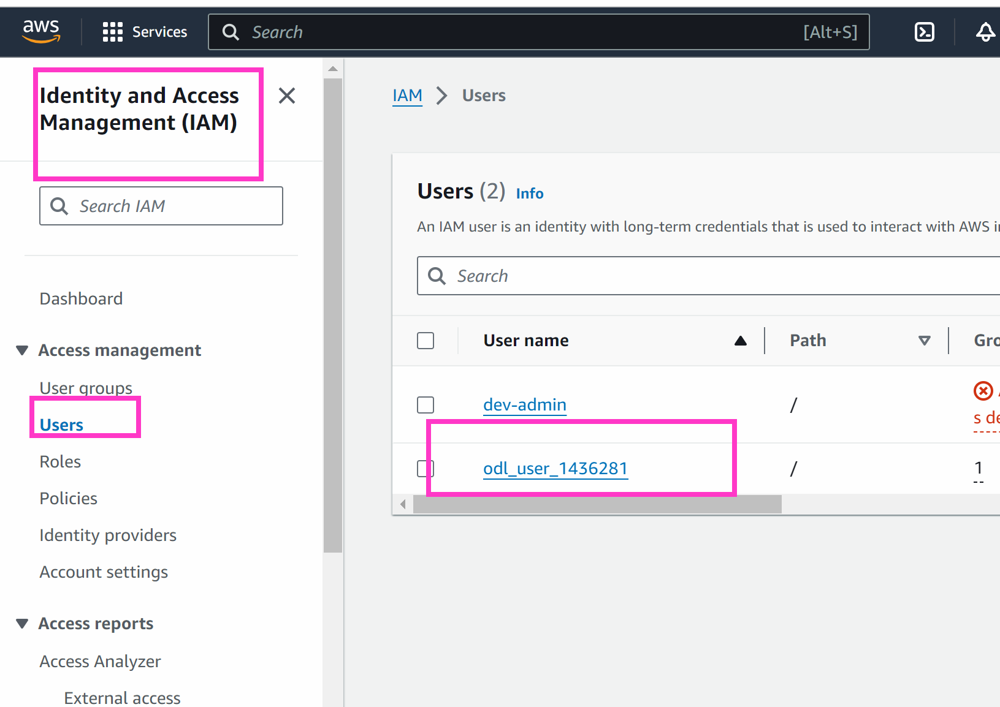 aws Services Search [Alt+S]
Identity and Access
Management (IAM)
Search IAM
Dashboard
Access management
User groups
Users
Roles
Policies
Identity providers
Account settings
Access reports
Access Analyzer
External access
IAM Users
Users (2) Info
An IAM user is an identity with long-term credentials that is used to interact with AWS
Search
User name Path
dev-admin /
s
odl_user_1436281 / 1